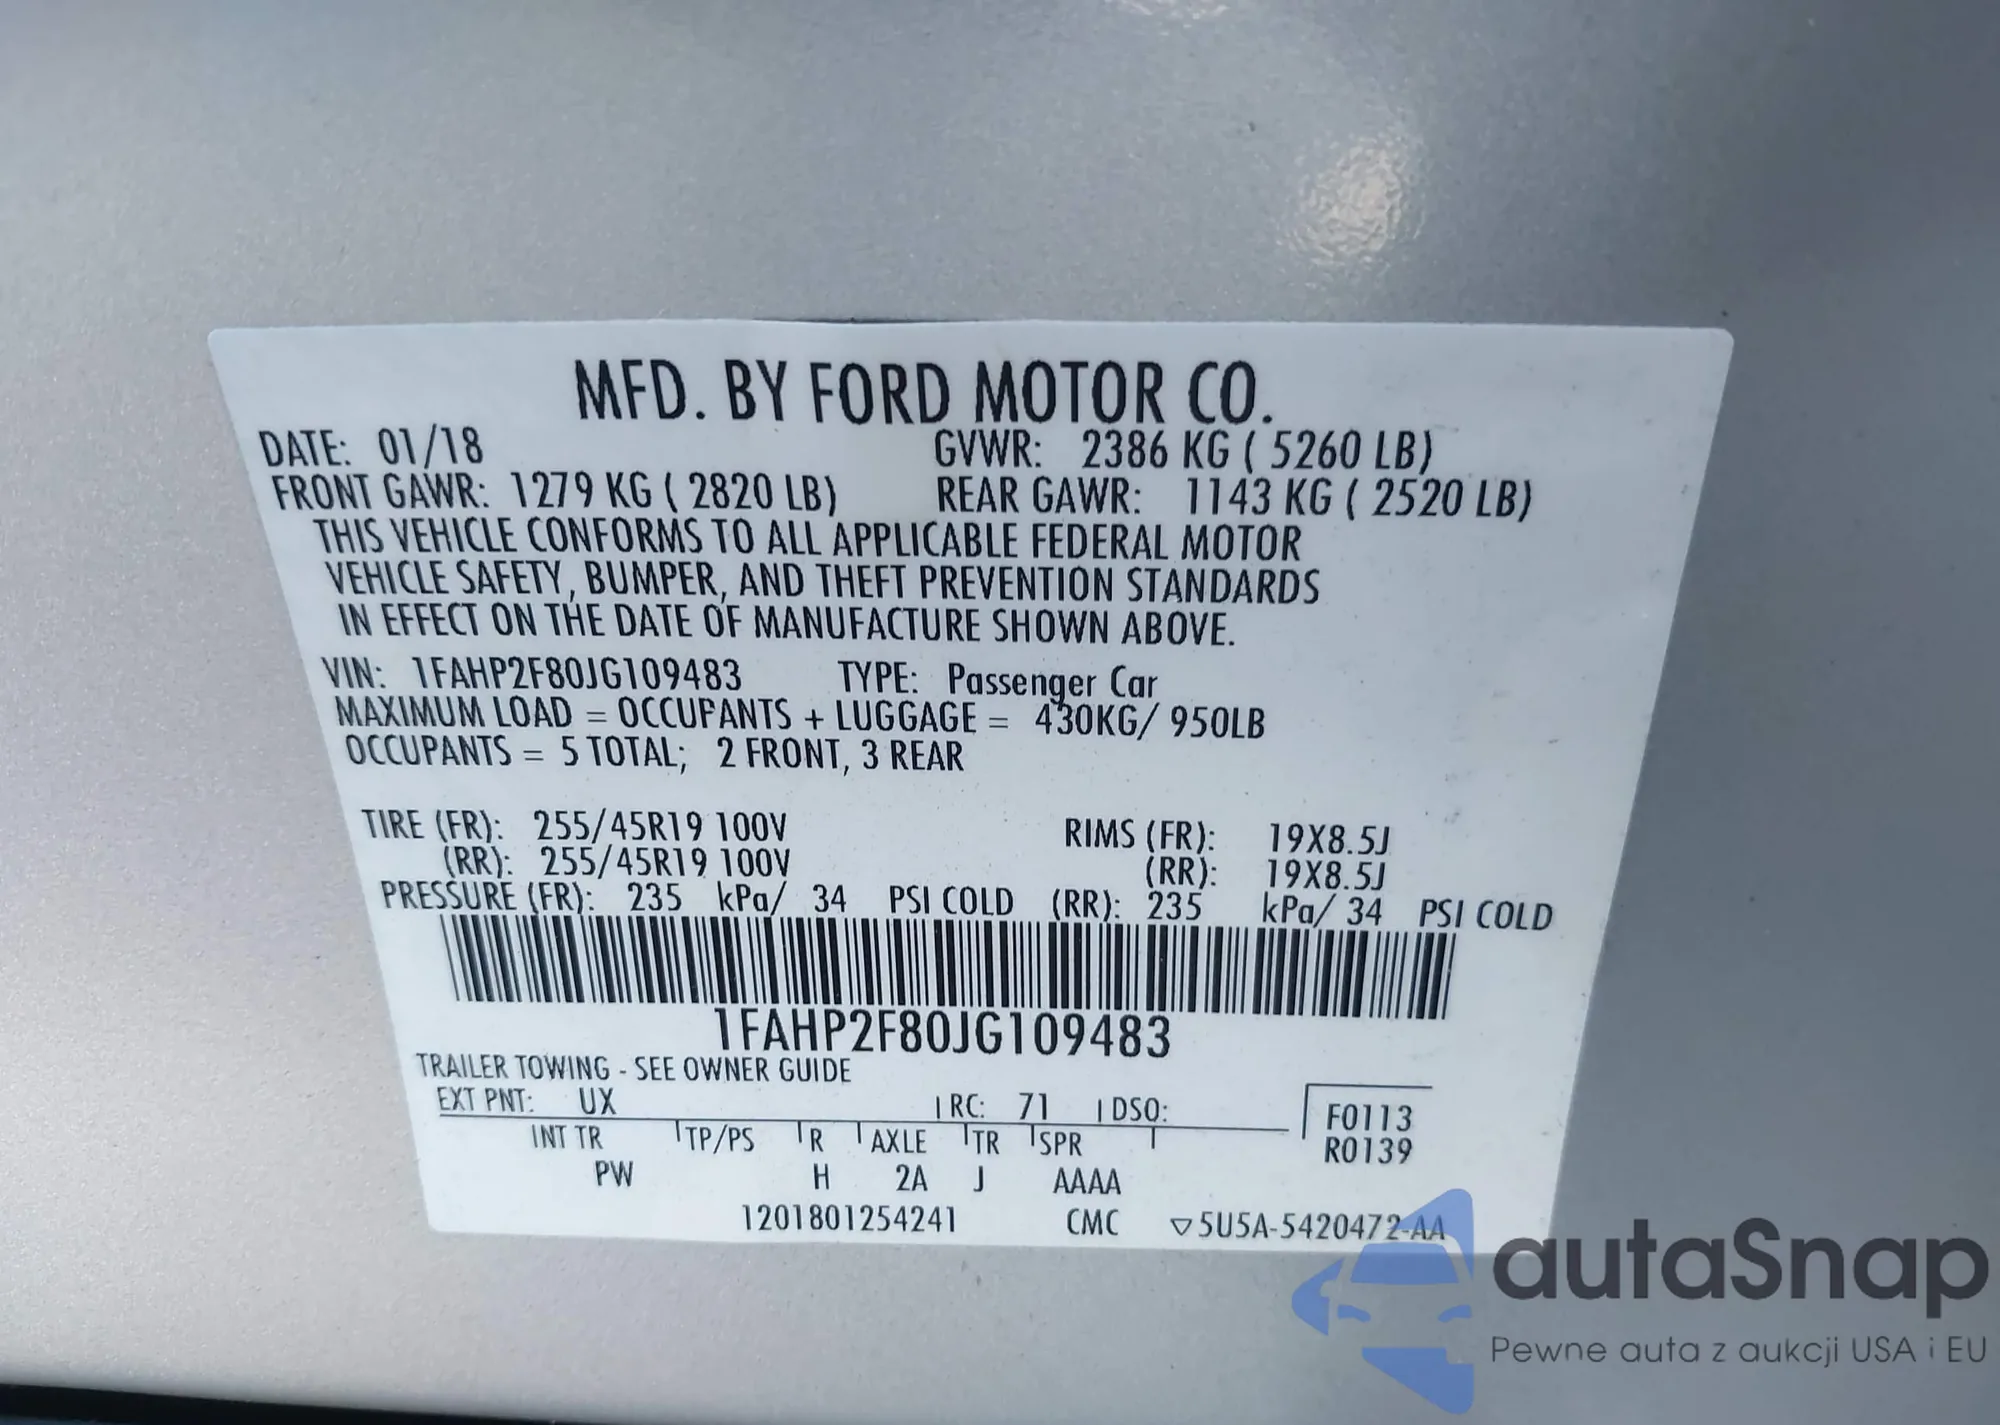 MFD. BY FORD MOTOR CO.
DATE: 01/18 GVWR: 2386 KG ( 5260 LB)
FRONT GAWR: 1279 KG ( 2820 LB) REAR GAWR: 1143 KG ( 2520 LB)
THIS VEHICLE CONFORMS TO ALL APPLICABLE FEDERAL MOTOR
VEHICLE SAFETY, BUMPER, AND THEFT PREVENTION STANDARDS
IN EFFECT ON THE DATE OF MANUFACTURE SHOWN ABOVE.
VIN: 1FAHP2F80JG109483 TYPE: Passenger Car
MAXIMUM LOAD = OCCUPANTS + LUGGAGE = 430KG/ 950LB
OCCUPANTS = 5 TOTAL; 2 FRONT, 3 REAR
TIRE (FR): 255/45R19 100V RIMS (FR): 19X8.5J
(RR): 255/45R19 100V (RR): 19X8.5J
PRESSURE (FR): 235 kPa/ 34 PSI COLD (RR): 235 kPa/ 34 PSI COLD
1FAHP2F80JG109483
TRAILER TOWING - SEE OWNER GUIDE
EXT PNT: UX RC: 71 DSO: F0113
INT TR TP/PS R AXLE TR SPR R0139
PW H 2A J AAAA
1201801254241 CMC ▽5U5A-5420472-AA
autaSnap
Pewne auta z aukcji USA i EU